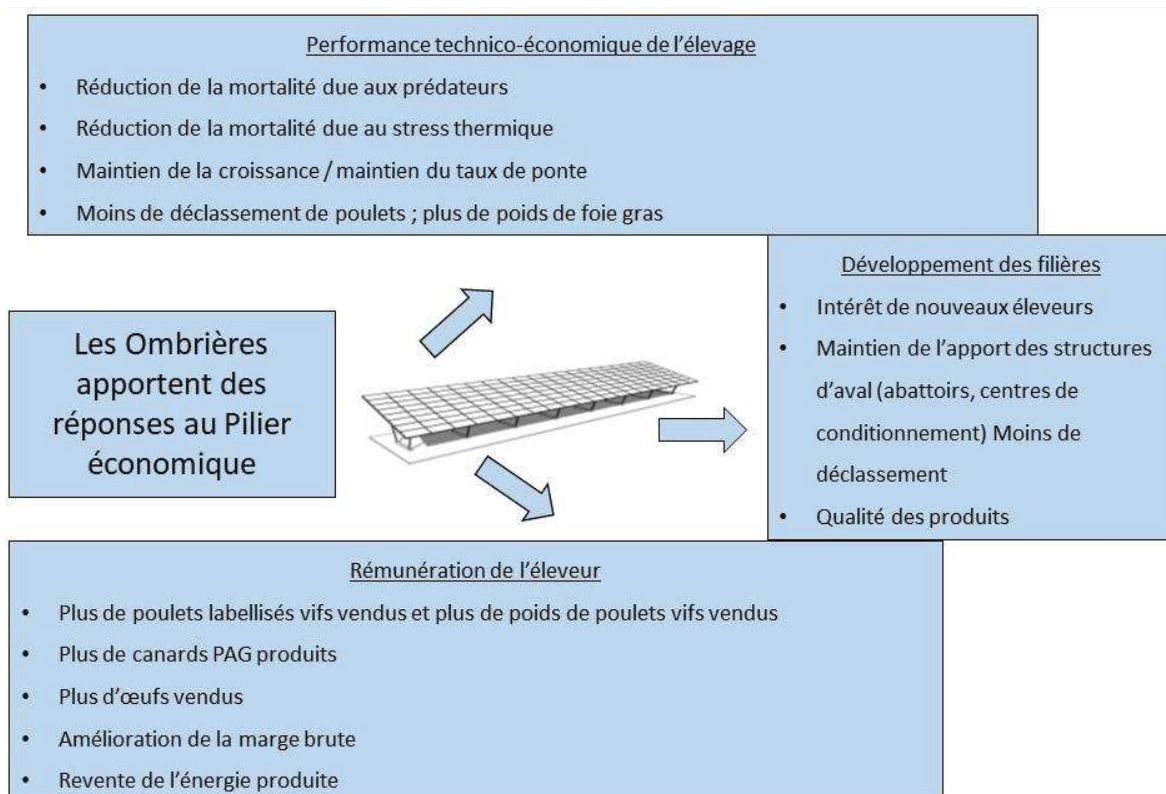 Performance technico-économique de l'élevage
• Réduction de la mortalité due aux prédateurs
• Réduction de la mortalité due au stress thermique
• Maintien de la croissance / maintien du taux de ponte
• Moins de déclassement de poulets ; plus de poids de foie gras
Les Ombrières
apportent des
réponses au Pilier
économique
Développement des filières
• Intérêt de nouveaux éleveurs
• Maintien de l'apport des structures
d'aval (abattoirs, centres de
conditionnement) Moins de
déclassement
• Qualité des produits
Rémunération de l'éleveur
• Plus de poulets labellisés vifs vendus et plus de poids de poulets vifs vendus
• Plus de canards PAG produits
• Plus d'œufs vendus
• Amélioration de la marge brute
• Revente de l'énergie produite